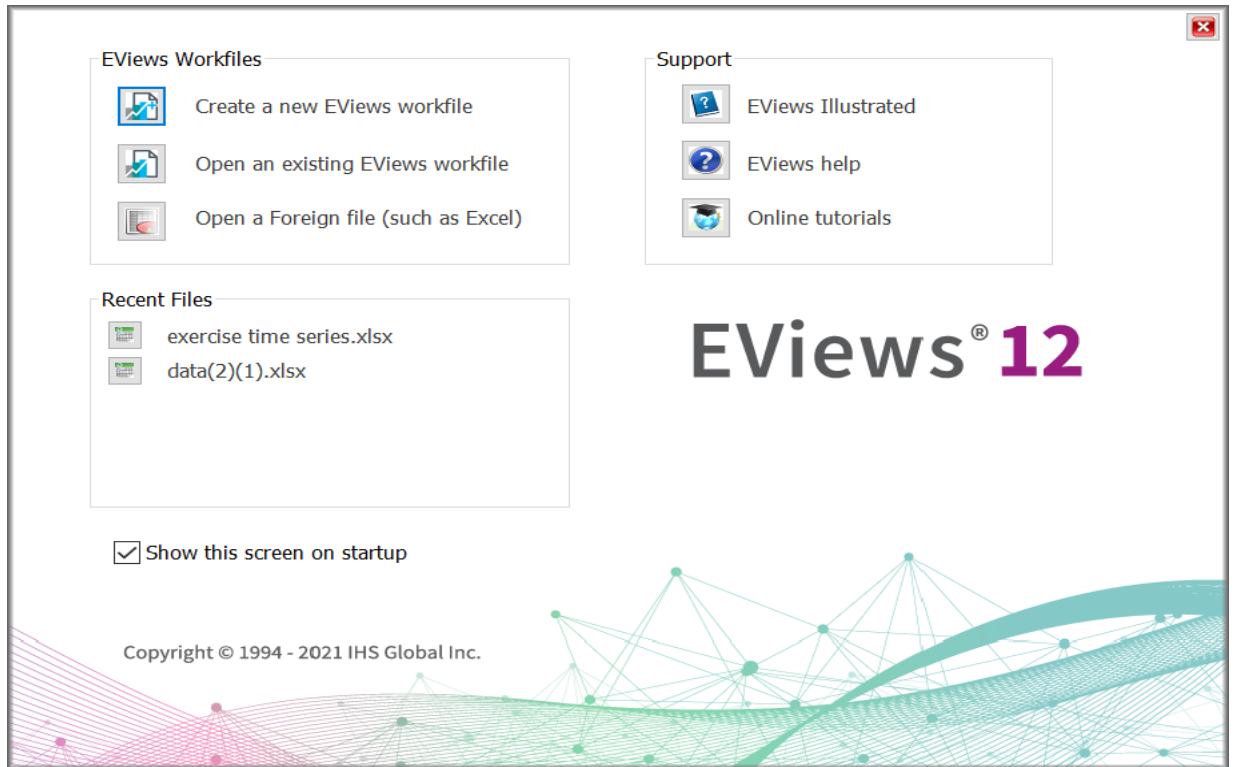 EViews Workfiles
Create a new EViews workfile
Open an existing EViews workfile
Open a Foreign file (such as Excel)
Support
EViews Illustrated
EViews help
Online tutorials
Recent Files
exercise time series.xlsx
data(2)(1).xlsx
EViews® 12
Show this screen on startup
Copyright © 1994 - 2021 IHS Global Inc.